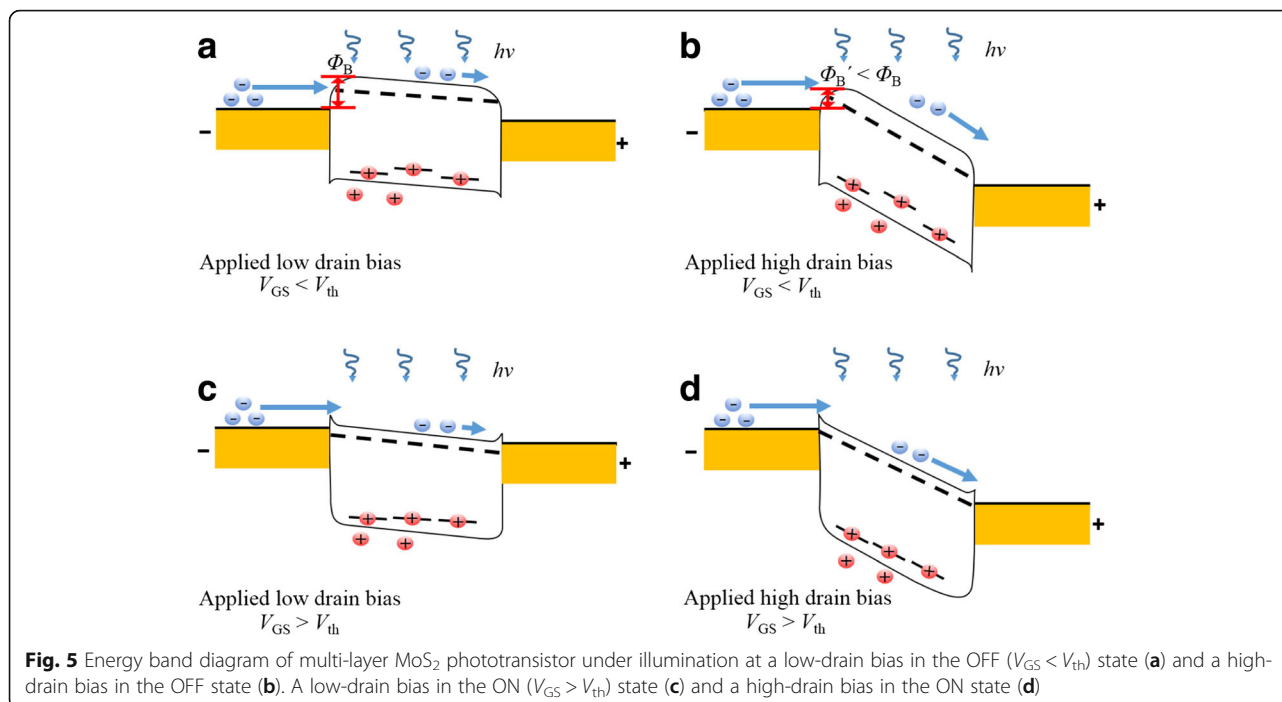 a
hv
Φ_B
−
+
Applied low drain bias
V_GS < V_th
b
hv
Φ_B′ < Φ_B
−
+
Applied high drain bias
V_GS < V_th
c
hv
−
+
Applied low drain bias
V_GS > V_th
d
hv
−
+
Applied high drain bias
V_GS > V_th
Fig. 5 Energy band diagram of multi-layer MoS₂ phototransistor under illumination at a low-drain bias in the OFF (V_GS < V_th) state (a) and a high-
drain bias in the OFF state (b). A low-drain bias in the ON (V_GS > V_th) state (c) and a high-drain bias in the ON state (d)